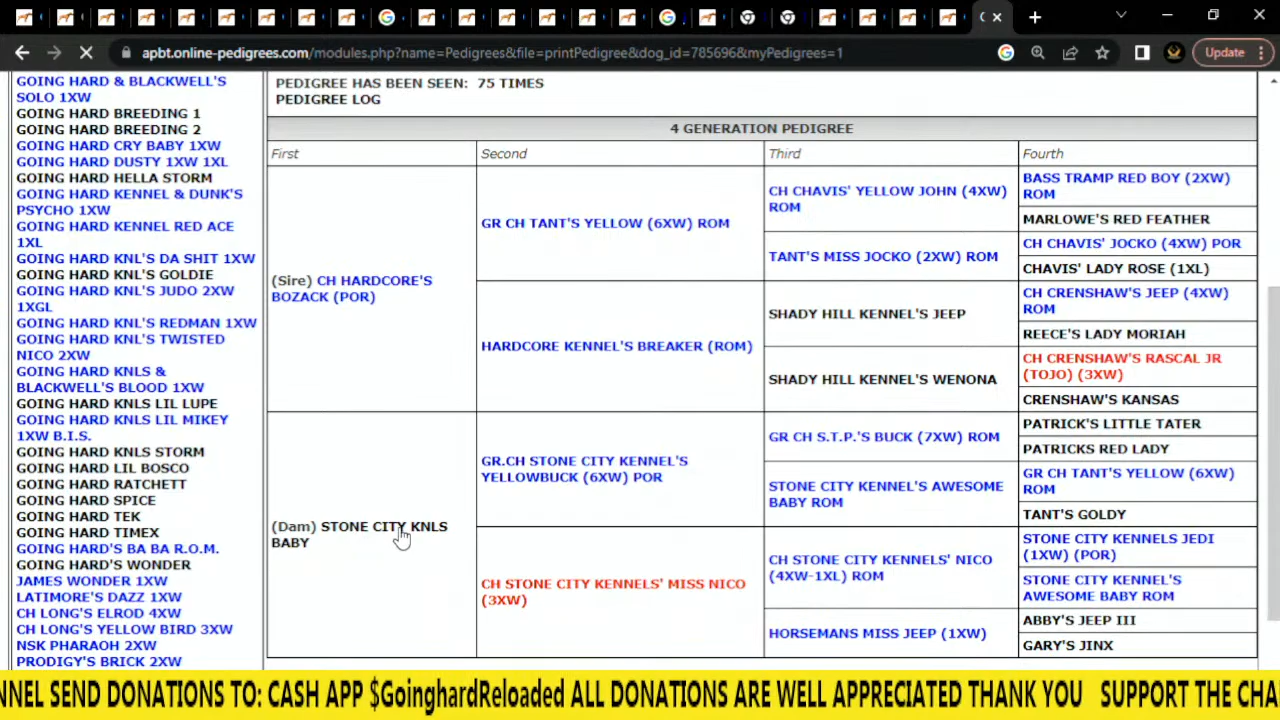 apbt.online-pedigrees.com/modules.php?name=Pedigrees&file=printPedigree&dog_id=785696&myPedigrees=1
Update
GOING HARD & BLACKWELL'S
SOLO 1XW
GOING HARD BREEDING 1
GOING HARD BREEDING 2
GOING HARD CRY BABY 1XW
GOING HARD DUSTY 1XW 1XL
GOING HARD HELLA STORM
GOING HARD KENNEL & DUNK'S
PSYCHO 1XW
GOING HARD KENNEL RED ACE
1XL
GOING HARD KNL'S DA SHIT 1XW
GOING HARD KNL'S GOLDIE
GOING HARD KNL'S JUDO 2XW
1XGL
GOING HARD KNL'S REDMAN 1XW
GOING HARD KNL'S TWISTED
NICO 2XW
GOING HARD KNLS &
BLACKWELL'S BLOOD 1XW
GOING HARD KNLS LIL LUPE
GOING HARD KNLS LIL MIKEY
1XW B.I.S.
GOING HARD KNLS STORM
GOING HARD LIL BOSCO
GOING HARD RATCHETT
GOING HARD SPICE
GOING HARD TEK
GOING HARD TIMEX
GOING HARD'S BA BA R.O.M.
GOING HARD'S WONDER
JAMES WONDER 1XW
LATIMORE'S DAZZ 1XW
CH LONG'S ELROD 4XW
CH LONG'S YELLOW BIRD 3XW
NSK PHARAOH 2XW
PRODIGY'S BRICK 2XW
PEDIGREE HAS BEEN SEEN: 75 TIMES
PEDIGREE LOG
4 GENERATION PEDIGREE
First
Second
Third
Fourth
(Sire) CH HARDCORE'S
BOZACK (POR)
(Dam) STONE CITY KNLS
BABY
GR CH TANT'S YELLOW (6XW) ROM
HARDCORE KENNEL'S BREAKER (ROM)
GR.CH STONE CITY KENNEL'S
YELLOWBUCK (6XW) POR
CH STONE CITY KENNELS' MISS NICO
(3XW)
CH CHAVIS' YELLOW JOHN (4XW)
ROM
TANT'S MISS JOCKO (2XW) ROM
SHADY HILL KENNEL'S JEEP
SHADY HILL KENNEL'S WENONA
GR CH S.T.P.'S BUCK (7XW) ROM
STONE CITY KENNEL'S AWESOME
BABY ROM
CH STONE CITY KENNELS' NICO
(4XW-1XL) ROM
HORSEMANS MISS JEEP (1XW)
BASS TRAMP RED BOY (2XW)
ROM
MARLOWE'S RED FEATHER
CH CHAVIS' JOCKO (4XW) POR
CHAVIS' LADY ROSE (1XL)
CH CRENSHAW'S JEEP (4XW)
ROM
REECE'S LADY MORIAH
CH CRENSHAW'S RASCAL JR
(TOJO) (3XW)
CRENSHAW'S KANSAS
PATRICK'S LITTLE TATER
PATRICKS RED LADY
GR CH TANT'S YELLOW (6XW)
ROM
TANT'S GOLDY
STONE CITY KENNELS JEDI
(1XW) (POR)
STONE CITY KENNEL'S
AWESOME BABY ROM
ABBY'S JEEP III
GARY'S JINX
NNEL SEND DONATIONS TO: CASH APP $GoinghardReloaded ALL DONATIONS ARE WELL APPRECIATED THANK YOU SUPPORT THE CHA